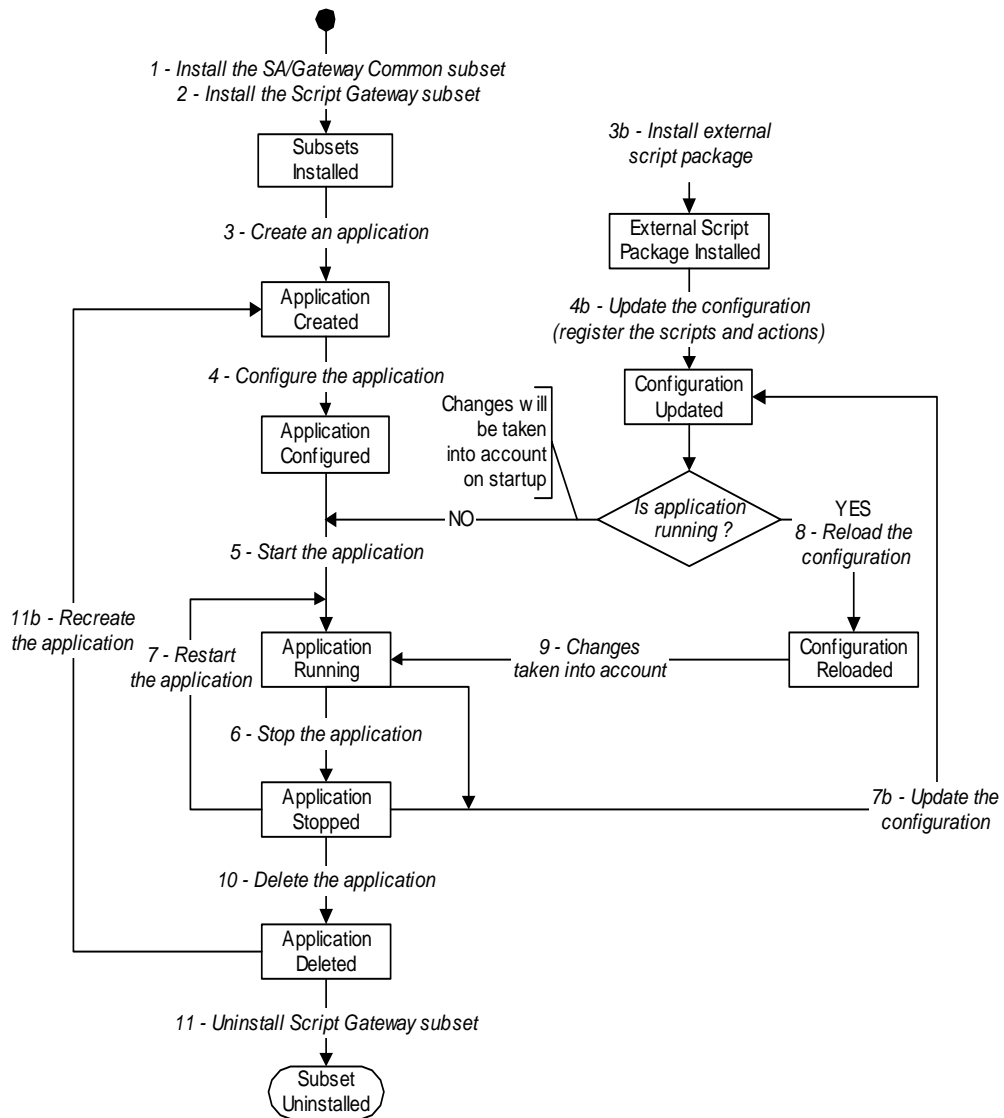 1 - Install the SA/Gateway Common subset
2 - Install the Script Gateway subset
Subsets
Installed
3b - Install external
script package
3 - Create an application
External Script
Package Installed
Application
Created
4b - Update the configuration
(register the scripts and actions)
4 - Configure the application
Configuration
Updated
Changes will
be taken
into account
on startup
Application
Configured
Is application
running ?
NO
YES
8 - Reload the
configuration
5 - Start the application
11b - Recreate
the application
7 - Restart
the application
Application
Running
9 - Changes
taken into account
Configuration
Reloaded
6 - Stop the application
Application
Stopped
7b - Update the
configuration
10 - Delete the application
Application
Deleted
11 - Uninstall Script Gateway subset
Subset
Uninstalled